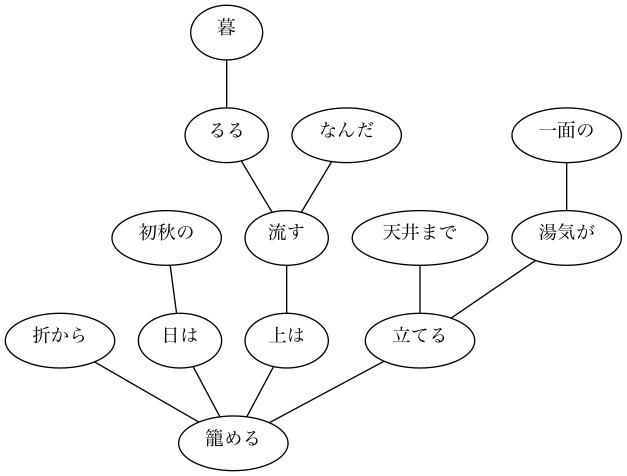 暮
るる なんだ 一面の
初秋の 流す 天井まで 湯気が
折から 日は 上は 立てる
籠める